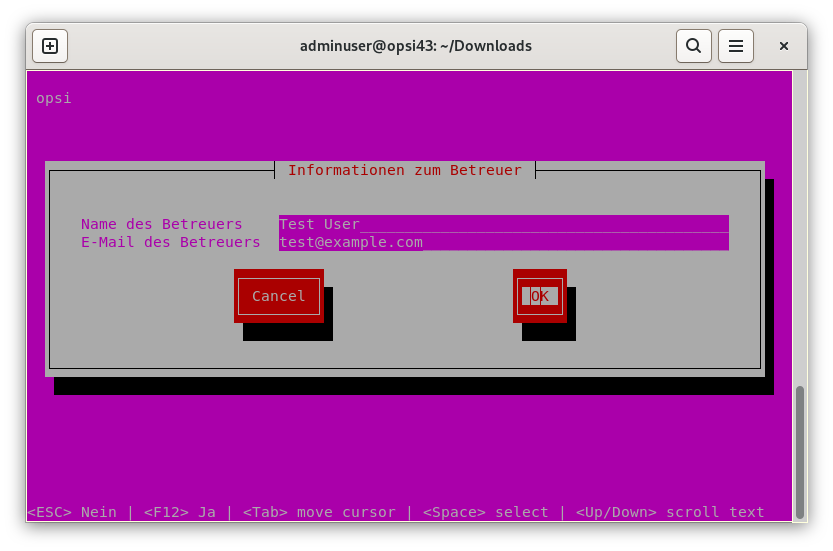 adminuser@opsi43: ~/Downloads
opsi
Informationen zum Betreuer
Name des Betreuers Test User
E-Mail des Betreuers test@example.com
Cancel OK
<ESC> Nein | <F12> Ja | <Tab> move cursor | <Space> select | <Up/Down> scroll text